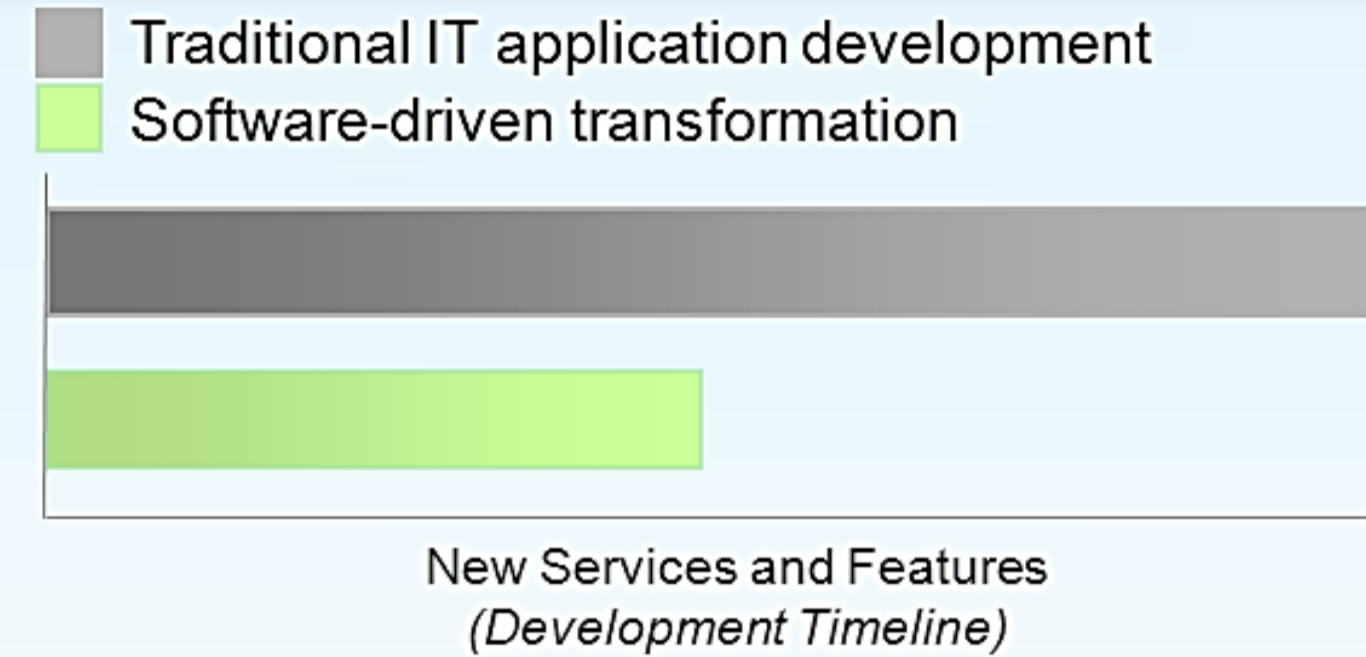 Traditional IT application development
Software-driven transformation
New Services and Features
(Development Timeline)